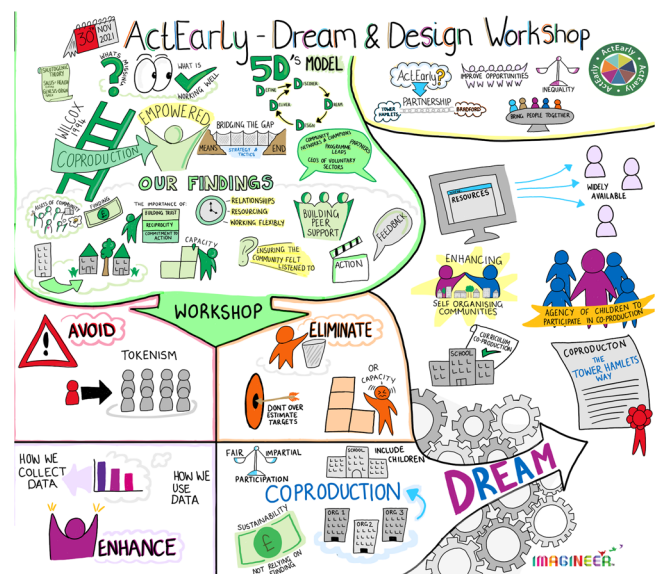 30 NOV 2021
ActEarly - Dream & Design Workshop
WHAT'S MISSING
WHAT IS WORKING WELL
WILCOX 1994
COPRODUCTION
EMPOWERED
BRIDGING THE GAP
MEANS
STRATEGY & TACTICS
END
5D's MODEL
DEFINE
DISCOVER
DREAM
DESIGN
DELIVER
COMMUNITY NETWORKS & CHAMPIONS
PARTNERS
PROGRAMME LEADS
CEOS OF VOLUNTARY SECTORS
ActEarly?
PARTNERSHIP
TOWER HAMLETS
BRADFORD
IMPROVE OPPORTUNITIES
INEQUALITY
BRING PEOPLE TOGETHER
ActEarly
ActEarly
ActEarly
OUR FINDINGS
ASSETS OF COMMUNITY
FUNDING
£
THE IMPORTANCE OF:
BUILDING TRUST
RECIPROCITY
COMMITMENT TO ACTION
- RELATIONSHIPS
- RESOURCING
- WORKING FLEXIBLY
BUILDING PEER SUPPORT
FEEDBACK
CAPACITY
ENSURING THE COMMUNITY FELT LISTENED TO
ACTION
RESOURCES
WIDELY AVAILABLE
ENHANCING
SELF ORGANISING COMMUNITIES
AGENCY OF CHILDREN TO PARTICIPATE IN CO-PRODUCTION
SCHOOL
CURRICULUM CO-PRODUCTION
COPRODUCTON
THE TOWER HAMLETS WAY
WORKSHOP
AVOID
TOKENISM
ELIMINATE
DON'T OVER ESTIMATE TARGETS
OR CAPACITY
HOW WE COLLECT DATA
HOW WE USE DATA
ENHANCE
FAIR
IMPARTIAL
PARTICIPATION
SCHOOL
INCLUDE CHILDREN
COPRODUCTION
SUSTAINABILITY
£
NOT RELYING ON FUNDING
ORG 1
ORG 2
ORG 3
DREAM
IMAGINEER.